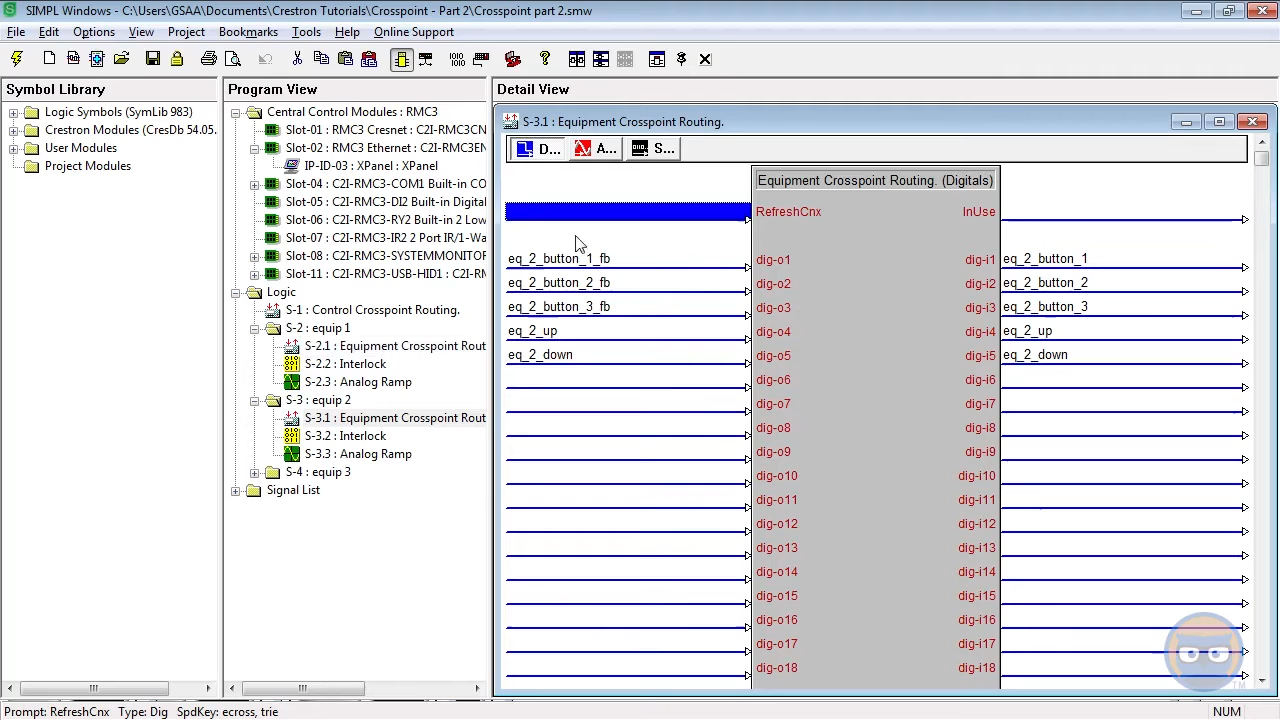 SIMPL Windows - C:\Users\GSAA\Documents\Crestron Tutorials\Crosspoint - Part 2\Crosspoint part 2.smw
File Edit Options View Project Bookmarks Tools Help Online Support
Symbol Library
Logic Symbols (SymLib 983)
Crestron Modules (CresDb 54.05.
User Modules
Project Modules
Program View
Central Control Modules : RMC3
Slot-01 : RMC3 Cresnet : C2I-RMC3CN
Slot-02 : RMC3 Ethernet : C2I-RMC3EN
IP-ID-03 : XPanel : XPanel
Slot-04 : C2I-RMC3-COM1 Built-in CO
Slot-05 : C2I-RMC3-DI2 Built-in Digital
Slot-06 : C2I-RMC3-RY2 Built-in 2 Low
Slot-07 : C2I-RMC3-IR2 2 Port IR/1-Wa
Slot-08 : C2I-RMC3-SYSTEMMONITOR
Slot-11 : C2I-RMC3-USB-HID1 : C2I-RM
Logic
S-1 : Control Crosspoint Routing.
S-2 : equip 1
S-2.1 : Equipment Crosspoint Rout
S-2.2 : Interlock
S-2.3 : Analog Ramp
S-3 : equip 2
S-3.1 : Equipment Crosspoint Rout
S-3.2 : Interlock
S-3.3 : Analog Ramp
S-4 : equip 3
Signal List
Detail View
S-3.1 : Equipment Crosspoint Routing.
D... A... S...
Equipment Crosspoint Routing. (Digitals)
RefreshCnx InUse
eq_2_button_1_fb dig-o1 dig-i1 eq_2_button_1
eq_2_button_2_fb dig-o2 dig-i2 eq_2_button_2
eq_2_button_3_fb dig-o3 dig-i3 eq_2_button_3
eq_2_up dig-o4 dig-i4 eq_2_up
eq_2_down dig-o5 dig-i5 eq_2_down
dig-o6 dig-i6
dig-o7 dig-i7
dig-o8 dig-i8
dig-o9 dig-i9
dig-o10 dig-i10
dig-o11 dig-i11
dig-o12 dig-i12
dig-o13 dig-i13
dig-o14 dig-i14
dig-o15 dig-i15
dig-o16 dig-i16
dig-o17 dig-i17
dig-o18 dig-i18
TM
Prompt: RefreshCnx Type: Dig SpdKey: ecross, trie NUM